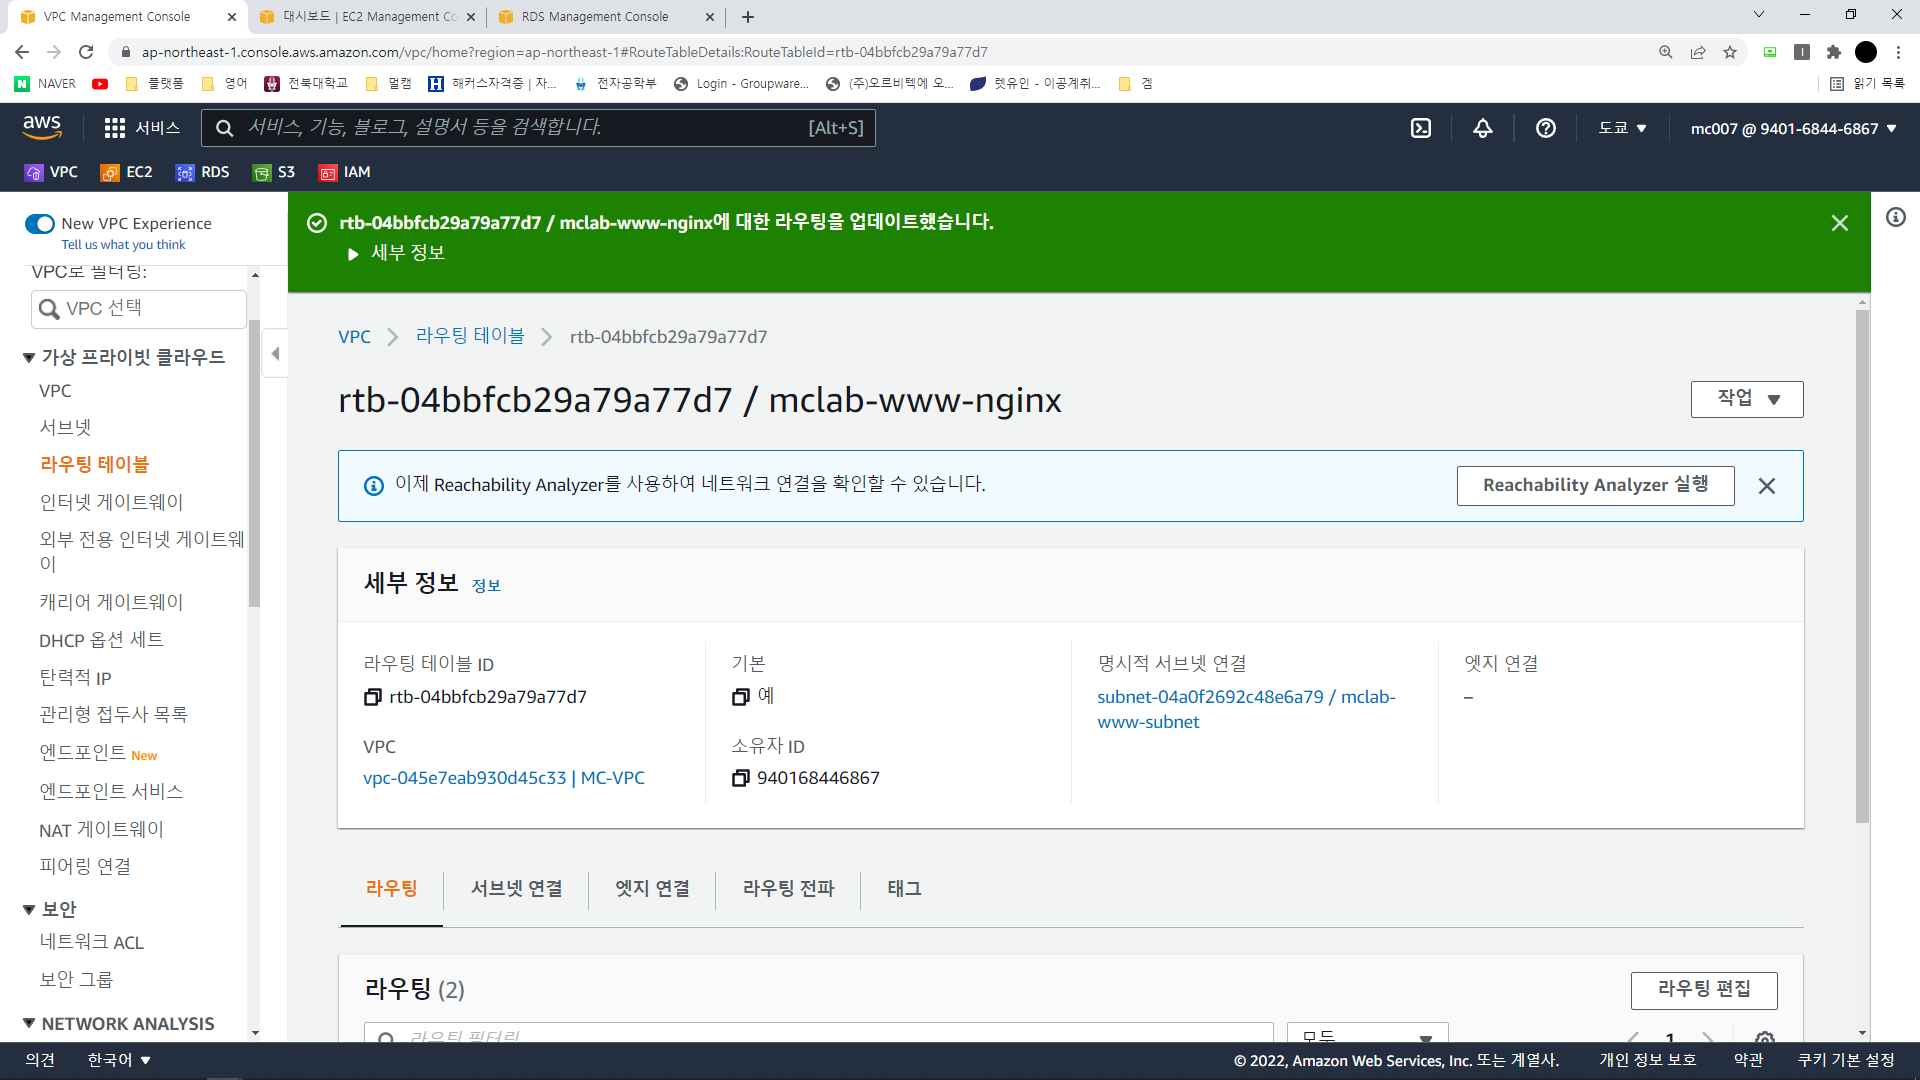 VPC Management Console
대시보드 | EC2 Management Co
RDS Management Console
ap-northeast-1.console.aws.amazon.com/vpc/home?region=ap-northeast-1#RouteTableDetails:RouteTableId=rtb-04bbfcb29a79a77d7
NAVER
플랫폼
영어
전북대학교
멀캠
해커스자격증 | 자...
전자공학부
Login - Groupware...
(주)오르비텍에 오...
렛유인 - 이공계취...
겜
읽기 목록
aws
서비스
서비스, 기능, 블로그, 설명서 등을 검색합니다.
[Alt+S]
도쿄
mc007 @ 9401-6844-6867
VPC
EC2
RDS
S3
IAM
New VPC Experience
Tell us what you think
VPC로 필터링:
VPC 선택
가상 프라이빗 클라우드
VPC
서브넷
라우팅 테이블
인터넷 게이트웨이
외부 전용 인터넷 게이트웨
이
캐리어 게이트웨이
DHCP 옵션 세트
탄력적 IP
관리형 접두사 목록
엔드포인트 New
엔드포인트 서비스
NAT 게이트웨이
피어링 연결
보안
네트워크 ACL
보안 그룹
NETWORK ANALYSIS
rtb-04bbfcb29a79a77d7 / mclab-www-nginx에 대한 라우팅을 업데이트했습니다.
세부 정보
VPC
라우팅 테이블
rtb-04bbfcb29a79a77d7
rtb-04bbfcb29a79a77d7 / mclab-www-nginx
작업
이제 Reachability Analyzer를 사용하여 네트워크 연결을 확인할 수 있습니다.
Reachability Analyzer 실행
세부 정보 정보
라우팅 테이블 ID
rtb-04bbfcb29a79a77d7
VPC
vpc-045e7eab930d45c33 | MC-VPC
기본
예
소유자 ID
940168446867
명시적 서브넷 연결
subnet-04a0f2692c48e6a79 / mclab-
www-subnet
엣지 연결
–
라우팅
서브넷 연결
엣지 연결
라우팅 전파
태그
라우팅 (2)
라우팅 편집
라우팅 필터링
모두
1
의견
한국어
© 2022, Amazon Web Services, Inc. 또는 계열사.
개인 정보 보호
약관
쿠키 기본 설정